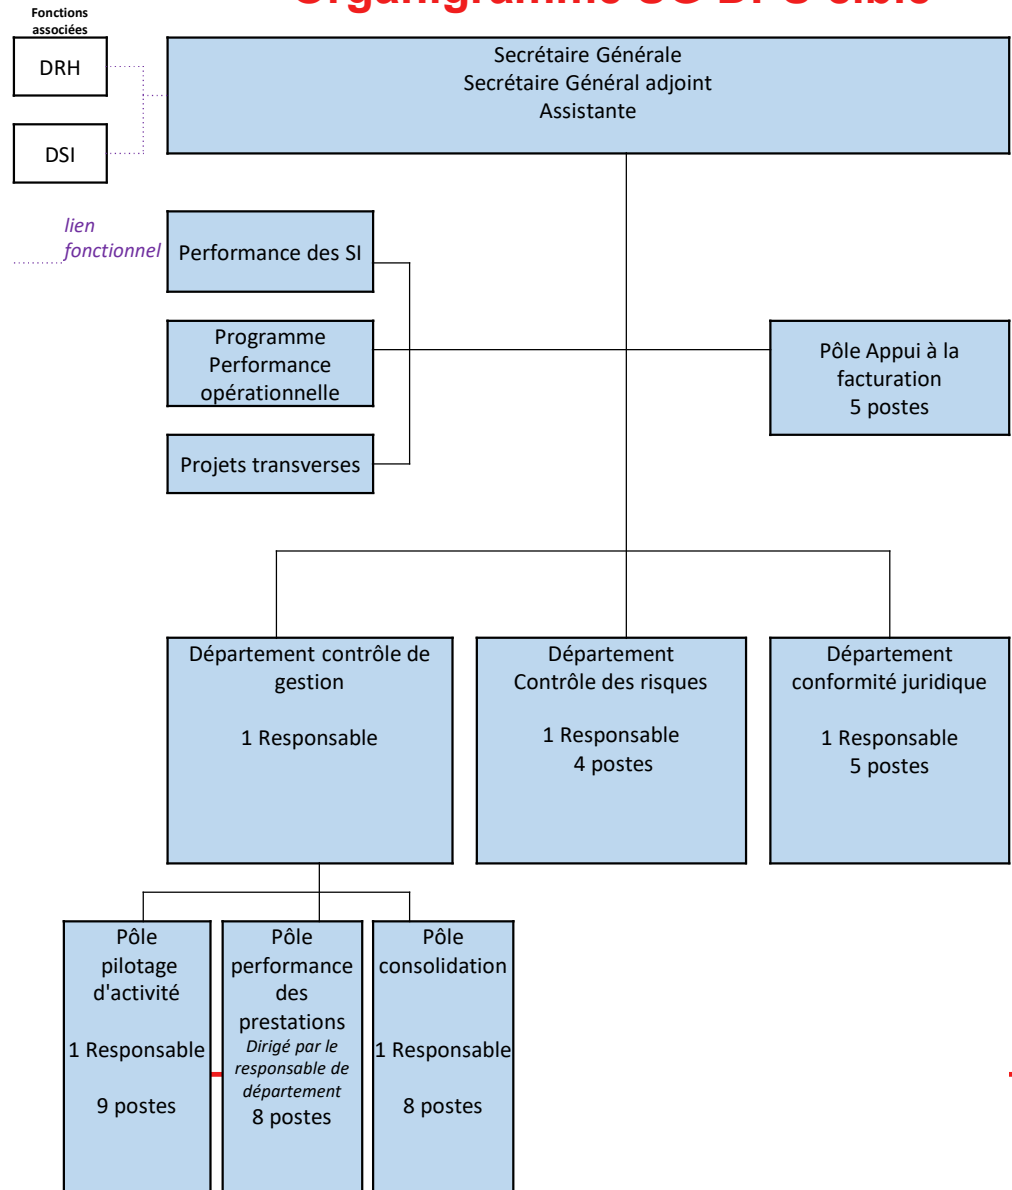 Organigramme cible
Fonctions
associées
DRH
DSI
Secrétaire Générale
Secrétaire Général adjoint
Assistante
lien
fonctionnel
Performance des SI
Programme
Performance
opérationnelle
Projets transverses
Pôle Appui à la
facturation
5 postes
Département contrôle de
gestion
1 Responsable
Département
Contrôle des risques
1 Responsable
4 postes
Département
conformité juridique
1 Responsable
5 postes
Pôle
pilotage
d'activité
1 Responsable
9 postes
Pôle
performance
des
prestations
Dirigé par le
responsable de
département
8 postes
Pôle
consolidation
1 Responsable
8 postes